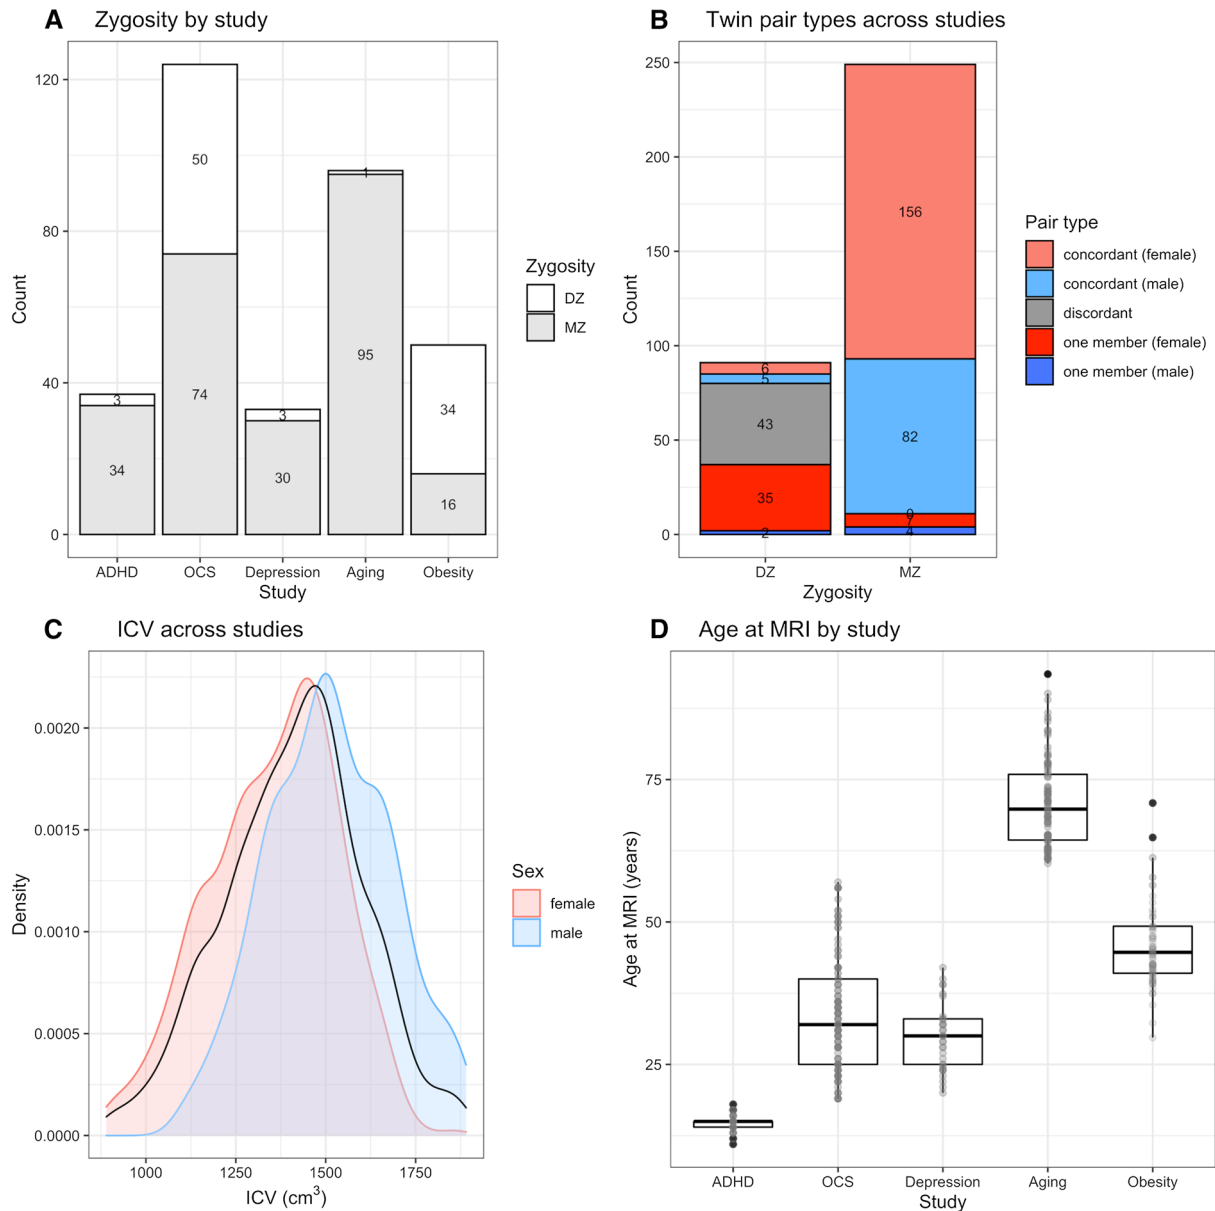 A Zygosity by study
120
80
40
0
Count
50
74
3
34
3
30
1
95
34
16
ADHD OCS Depression Aging Obesity
Study
Zygosity
DZ
MZ
B Twin pair types across studies
250
200
150
100
50
0
Count
156
82
0
7
4
6
5
43
35
2
DZ MZ
Zygosity
Pair type
concordant (female)
concordant (male)
discordant
one member (female)
one member (male)
C ICV across studies
0.0020
0.0015
0.0010
0.0005
0.0000
Density
1000 1250 1500 1750
ICV (cm³)
Sex
female
male
D Age at MRI by study
75
50
25
Age at MRI (years)
ADHD OCS Depression Aging Obesity
Study